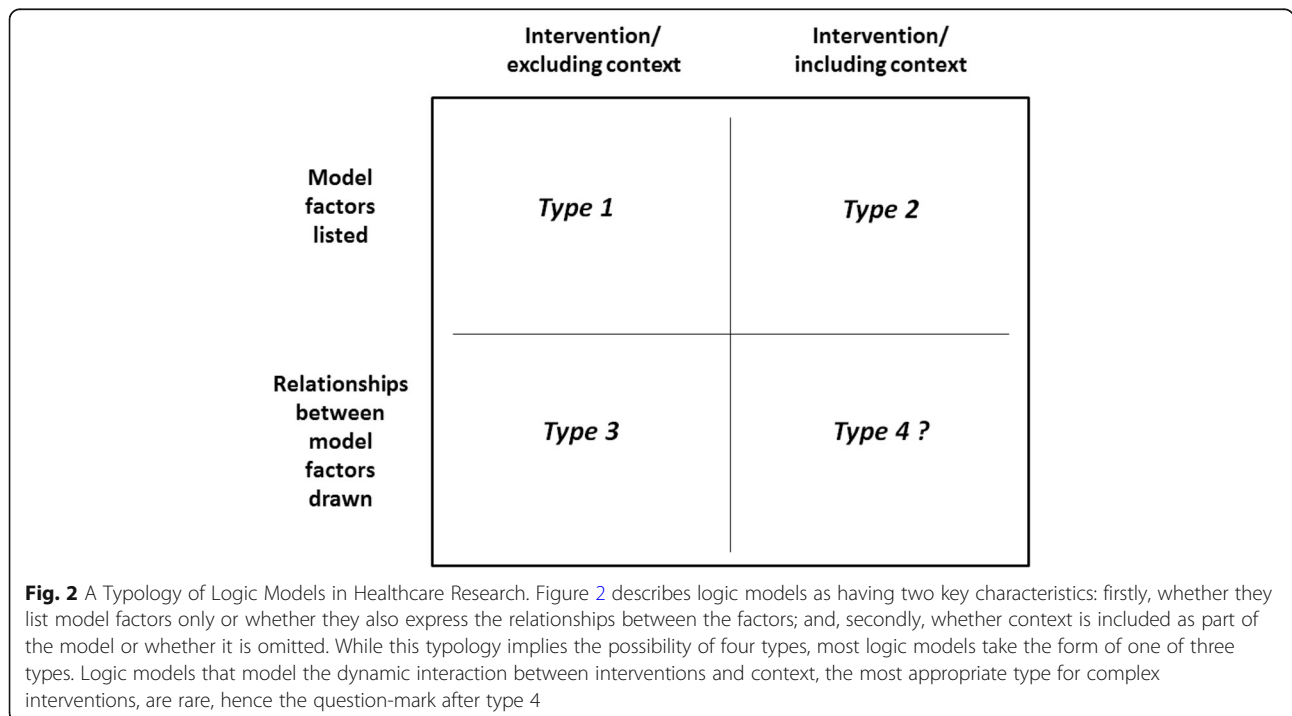 Intervention/
excluding context
Intervention/
including context
Model
factors
listed
Type 1
Type 2
Relationships
between
model
factors
drawn
Type 3
Type 4 ?
Fig. 2 A Typology of Logic Models in Healthcare Research. Figure 2 describes logic models as having two key characteristics: firstly, whether they
list model factors only or whether they also express the relationships between the factors; and, secondly, whether context is included as part of
the model or whether it is omitted. While this typology implies the possibility of four types, most logic models take the form of one of three
types. Logic models that model the dynamic interaction between interventions and context, the most appropriate type for complex
interventions, are rare, hence the question-mark after type 4